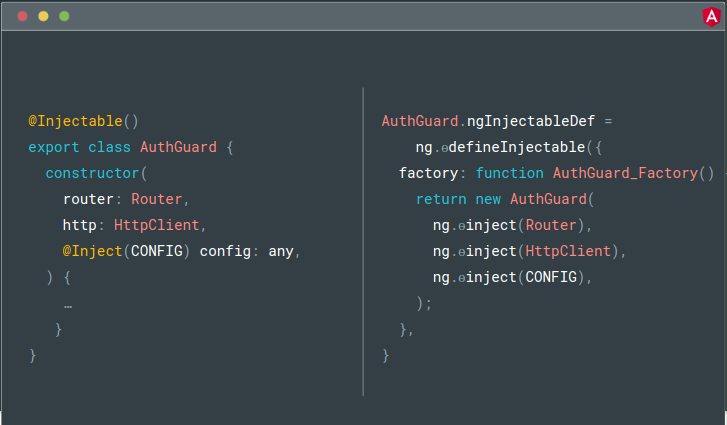 @Injectable()
export class AuthGuard {
constructor(
router: Router,
http: HttpClient,
@Inject(CONFIG) config: any,
) {
…
}
}
AuthGuard.ngInjectableDef =
ng.ɵdefineInjectable({
factory: function AuthGuard_Factory() {
return new AuthGuard(
ng.ɵinject(Router),
ng.ɵinject(HttpClient),
ng.ɵinject(CONFIG),
);
},
}